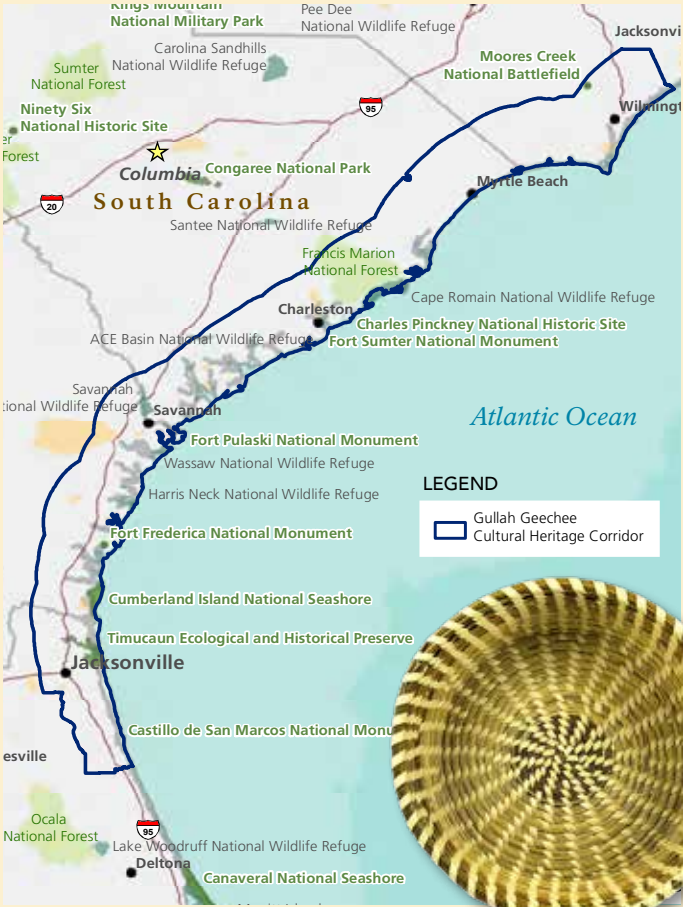 Kings Mountain
National Military Park
Pee Dee
National Wildlife Refuge
Jacksonvi
Carolina Sandhills
National Wildlife Refuge
Moores Creek
National Battlefield
Sumter
National Forest
95
Wilmingt
Ninety Six
National Historic Site
er
Forest
Columbia
Congaree National Park
Myrtle Beach
20
South Carolina
Santee National Wildlife Refuge
Francis Marion
National Forest
Cape Romain National Wildlife Refuge
Charleston
Charles Pinckney National Historic Site
ACE Basin National Wildlife Refuge
Fort Sumter National Monument
Savannah
tional Wildlife Refuge
Savannah
Atlantic Ocean
Fort Pulaski National Monument
Wassaw National Wildlife Refuge
LEGEND
Harris Neck National Wildlife Refuge
Gullah Geechee
Cultural Heritage Corridor
Fort Frederica National Monument
Cumberland Island National Seashore
Timucaun Ecological and Historical Preserve
Jacksonville
Castillo de San Marcos National Monu
esville
Ocala
National Forest
95
Lake Woodruff National Wildlife Refuge
Deltona
Canaveral National Seashore